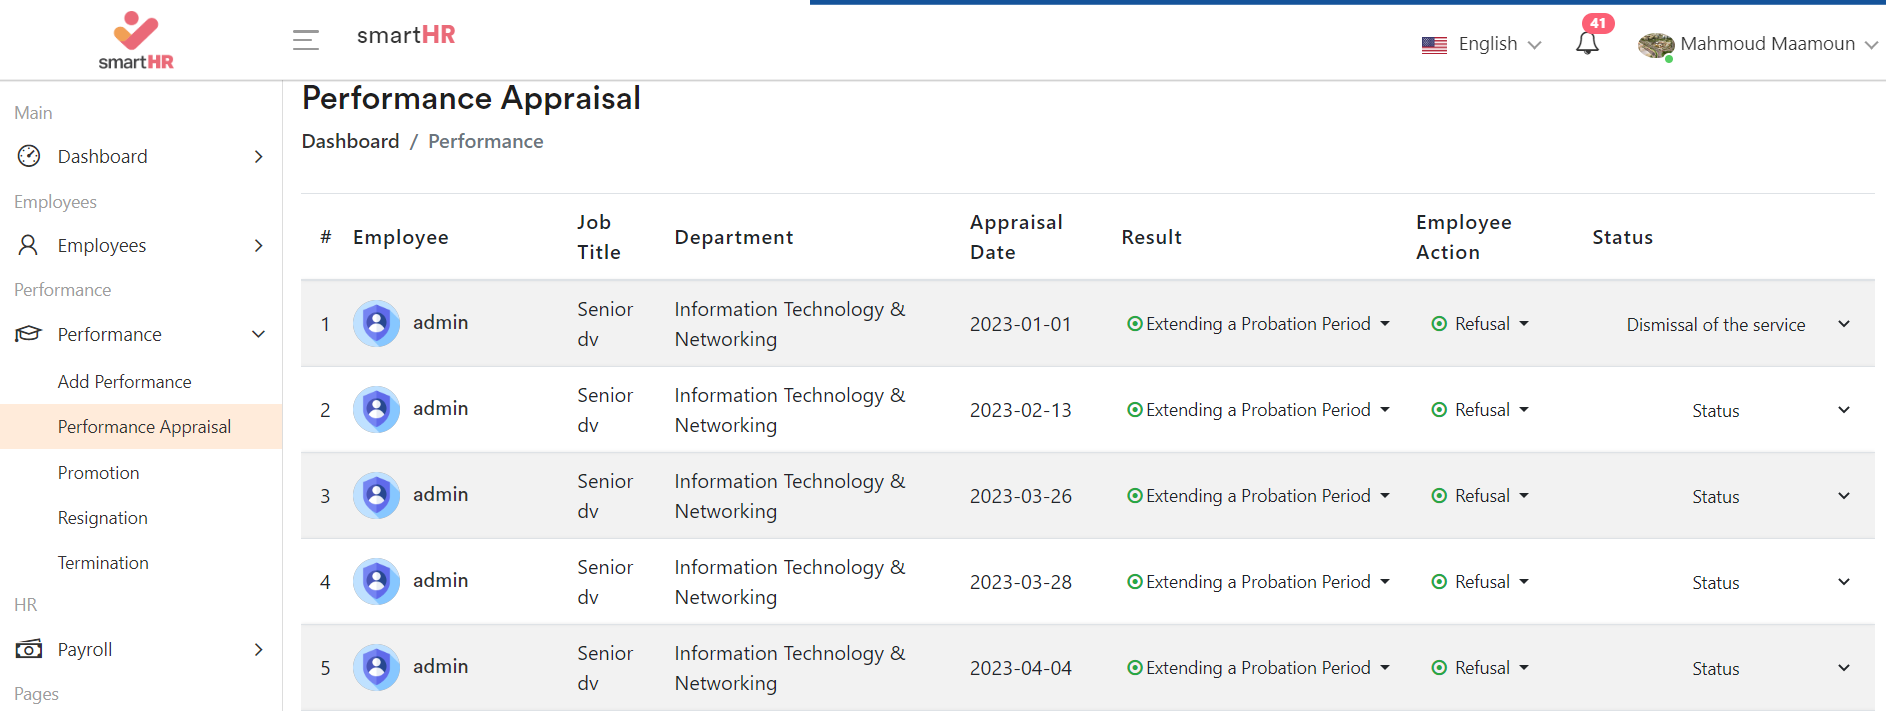 smartHR
smartHR
English
41
Mahmoud Maamoun
Main
Dashboard
Employees
Employees
Performance
Performance
Add Performance
Performance Appraisal
Promotion
Resignation
Termination
HR
Payroll
Pages
Performance Appraisal
Dashboard / Performance
# Employee Job Title Department Appraisal Date Result Employee Action Status
1 admin Senior dv Information Technology & Networking 2023-01-01 Extending a Probation Period Refusal Dismissal of the service
2 admin Senior dv Information Technology & Networking 2023-02-13 Extending a Probation Period Refusal Status
3 admin Senior dv Information Technology & Networking 2023-03-26 Extending a Probation Period Refusal Status
4 admin Senior dv Information Technology & Networking 2023-03-28 Extending a Probation Period Refusal Status
5 admin Senior dv Information Technology & Networking 2023-04-04 Extending a Probation Period Refusal Status